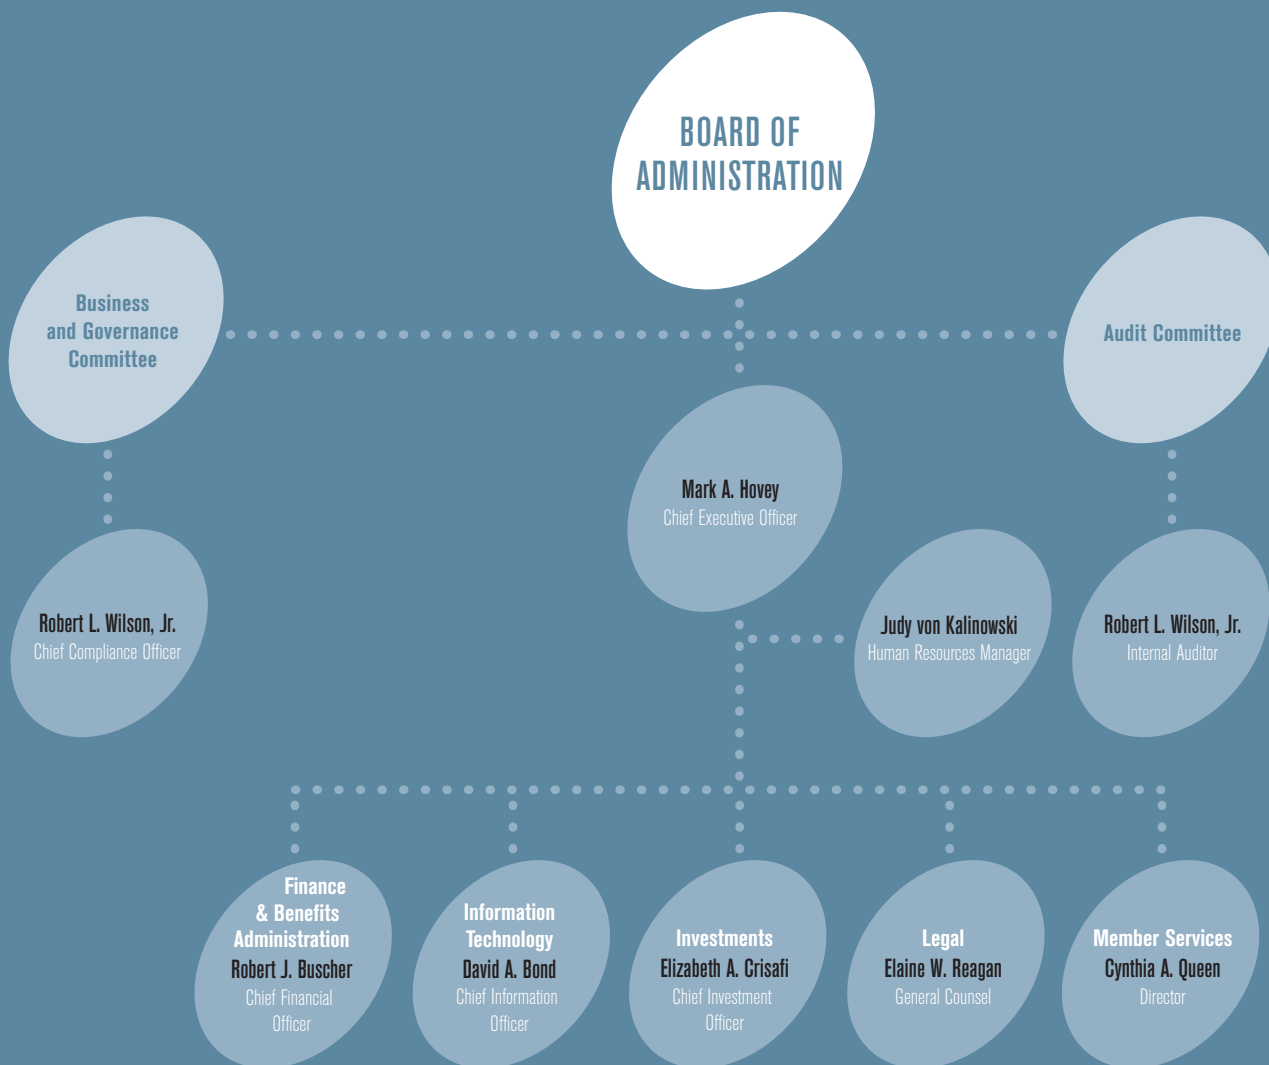 BOARD OF
ADMINISTRATION
Business
and Governance
Committee
Audit Committee
Mark A. Hovey
Chief Executive Officer
Robert L. Wilson, Jr.
Chief Compliance Officer
Judy von Kalinowski
Human Resources Manager
Robert L. Wilson, Jr.
Internal Auditor
Finance
& Benefits
Administration
Robert J. Buscher
Chief Financial
Officer
Information
Technology
David A. Bond
Chief Information
Officer
Investments
Elizabeth A. Crisafi
Chief Investment
Officer
Legal
Elaine W. Reagan
General Counsel
Member Services
Cynthia A. Queen
Director